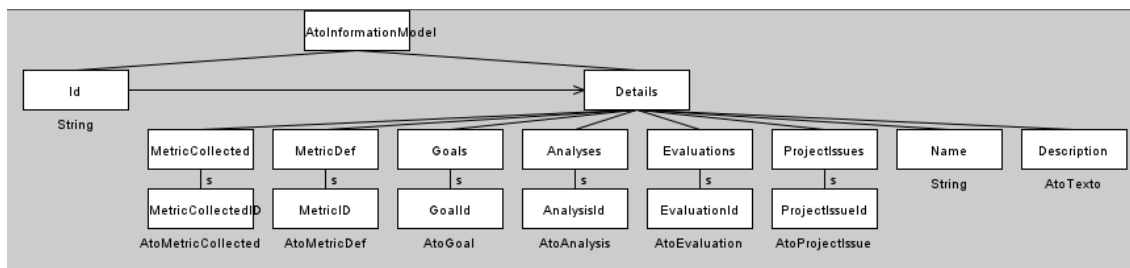 AtoInformationModel
Id
Details
String
MetricCollected
MetricDef
Goals
Analyses
Evaluations
ProjectIssues
Name
Description
s
s
s
s
s
s
String
AtoTexto
MetricCollectedID
MetricID
GoalId
AnalysisId
EvaluationId
ProjectIssueId
AtoMetricCollected
AtoMetricDef
AtoGoal
AtoAnalysis
AtoEvaluation
AtoProjectIssue